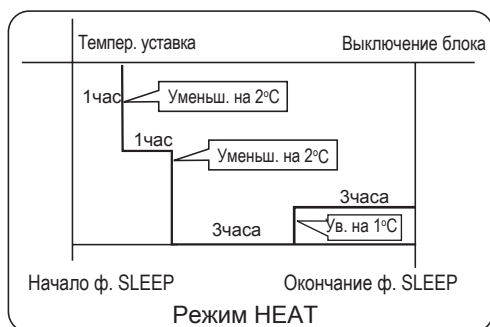 Темпер. уставка Выключение блока
1час Уменьш. на 2°C
1час Уменьш. на 2°C
3часа
3часа Ув. на 1°C
Начало ф. SLEEP Окончание ф. SLEEP
Режим HEAT